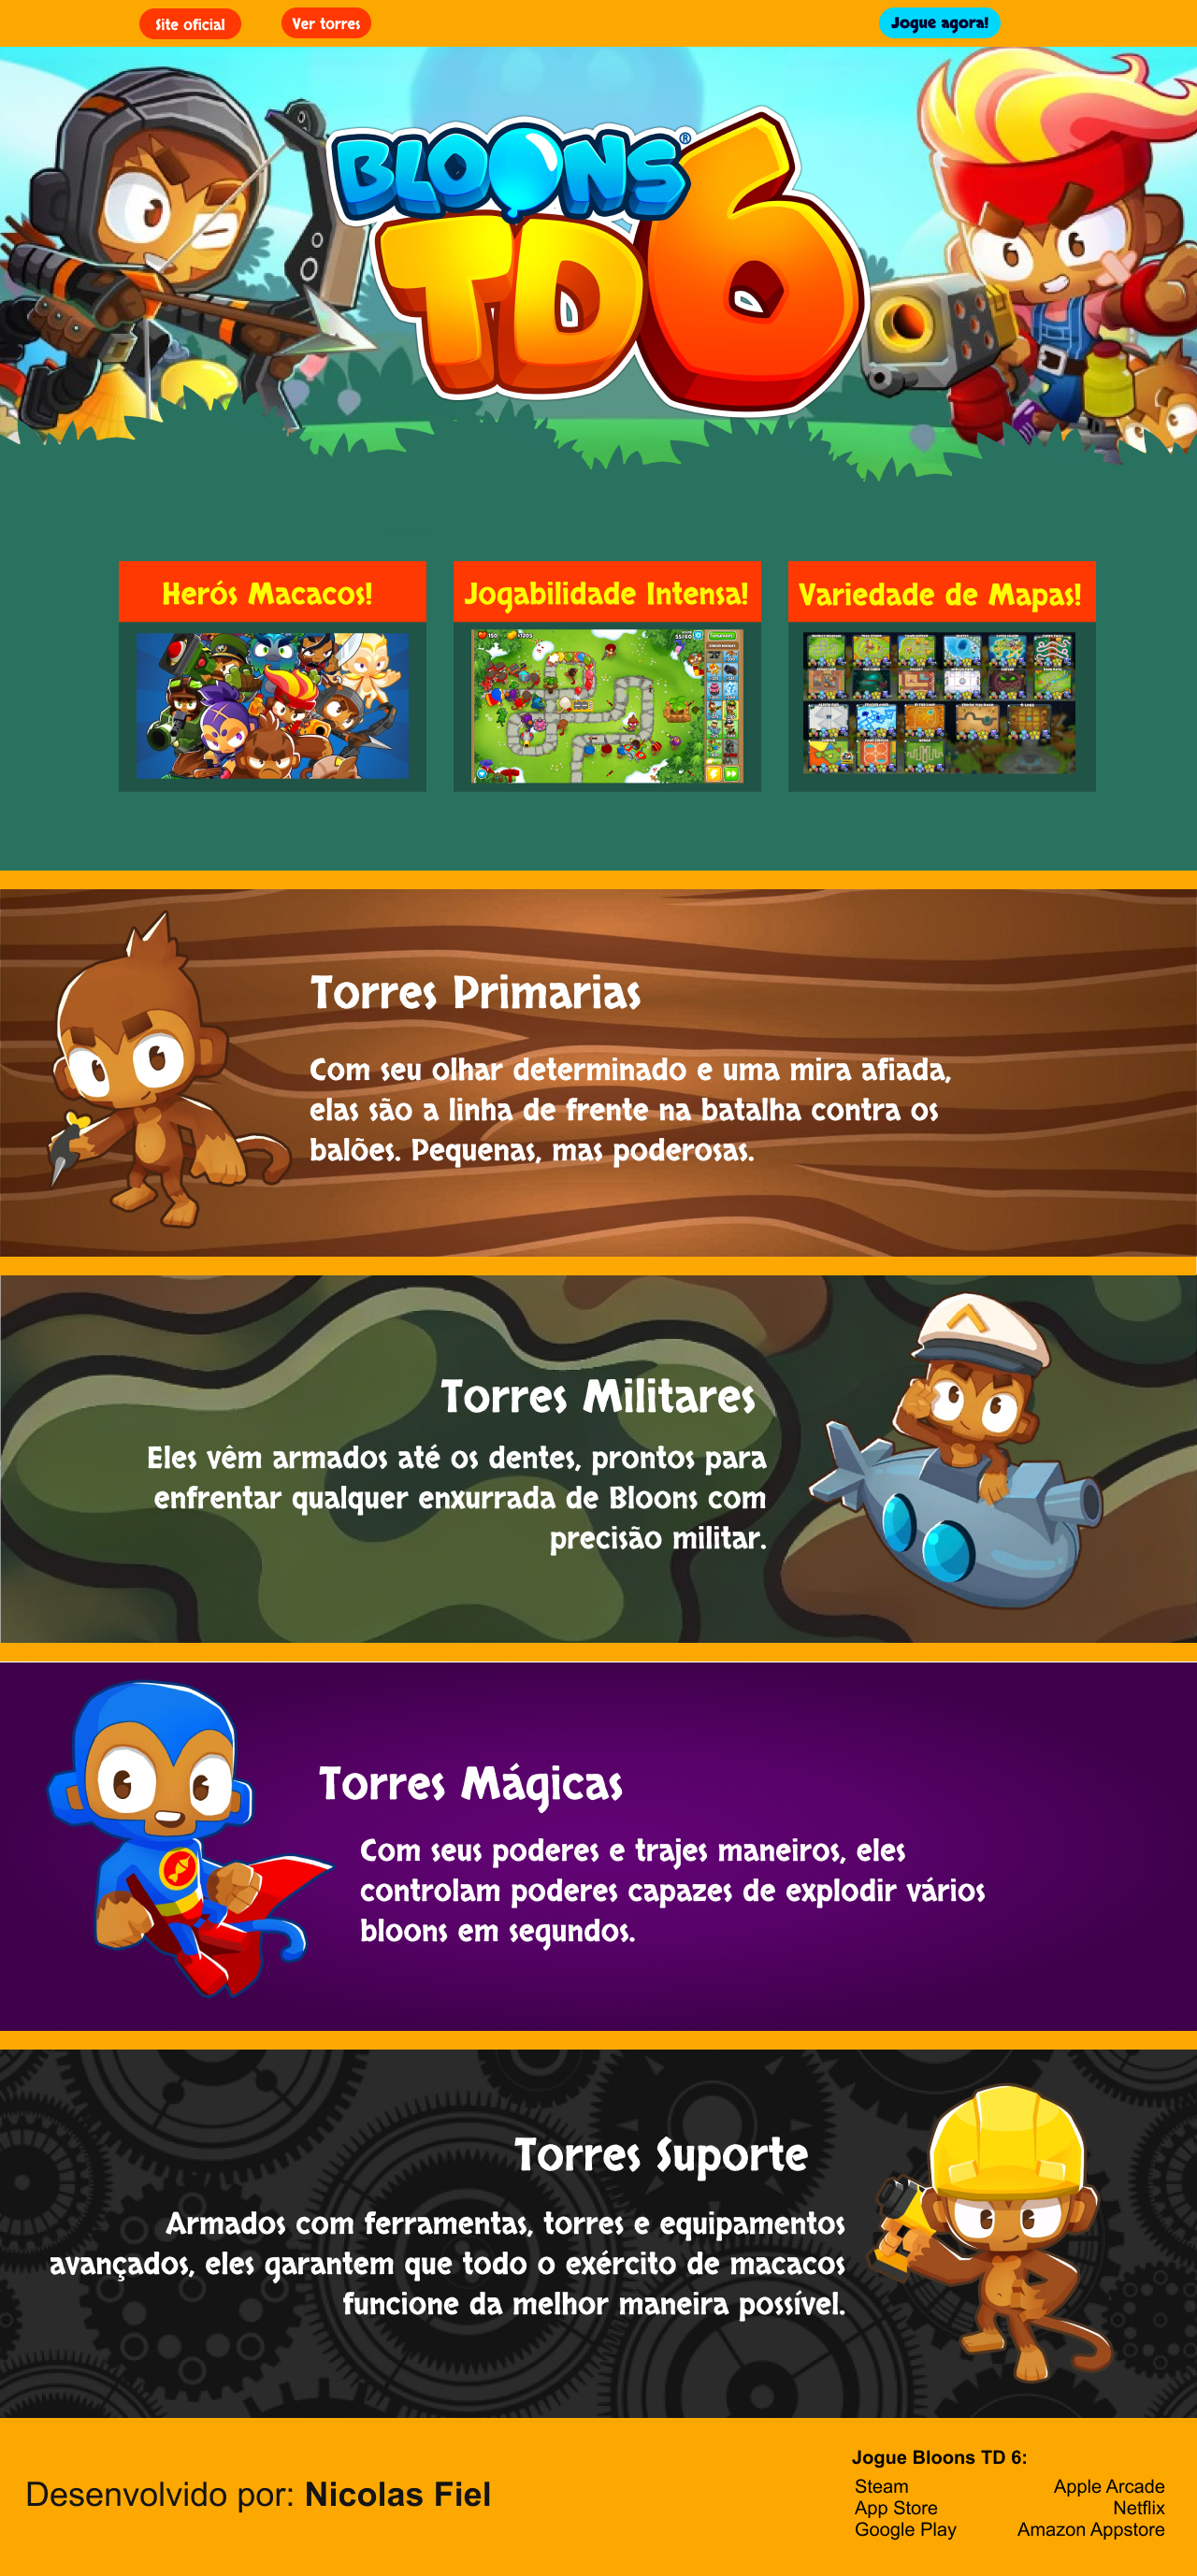 Site oficial
Ver torres
Jogue agora!
BLOONS®
TD6
Herós Macacos!
Jogabilidade Intensa!
Variedade de Mapas!
Torres Primarias
Com seu olhar determinado e uma mira afiada,
elas são a linha de frente na batalha contra os
balões. Pequenas, mas poderosas.
Torres Militares
Eles vêm armados até os dentes, prontos para
enfrentar qualquer enxurrada de Bloons com
precisão militar.
Torres Mágicas
Com seus poderes e trajes maneiros, eles
controlam poderes capazes de explodir vários
bloons em segundos.
Torres Suporte
Armados com ferramentas, torres e equipamentos
avançados, eles garantem que todo o exército de macacos
funcione da melhor maneira possível.
Desenvolvido por: Nicolas Fiel
Jogue Bloons TD 6:
Steam
App Store
Google Play
Apple Arcade
Netflix
Amazon Appstore